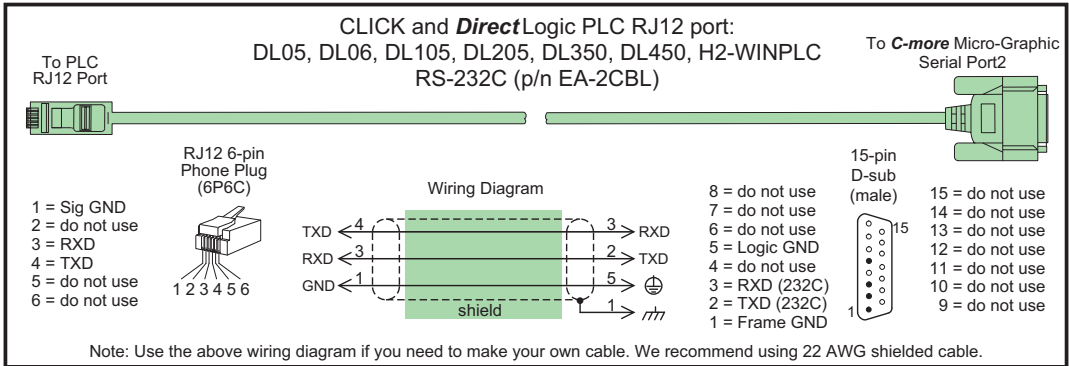 CLICK and DirectLogic PLC RJ12 port:
DL05, DL06, DL105, DL205, DL350, DL450, H2-WINPLC
RS-232C (p/n EA-2CBL)
To PLC
RJ12 Port
To C-more Micro-Graphic
Serial Port2
RJ12 6-pin
Phone Plug
(6P6C)
1 = Sig GND
2 = do not use
3 = RXD
4 = TXD
5 = do not use
6 = do not use
1 2 3 4 5 6
Wiring Diagram
TXD 4 3 RXD
RXD 3 2 TXD
GND 1 5
1
shield
8 = do not use
7 = do not use
6 = do not use
5 = Logic GND
4 = do not use
3 = RXD (232C)
2 = TXD (232C)
1 = Frame GND
15-pin
D-sub
(male)
15
1
15 = do not use
14 = do not use
13 = do not use
12 = do not use
11 = do not use
10 = do not use
9 = do not use
Note: Use the above wiring diagram if you need to make your own cable. We recommend using 22 AWG shielded cable.